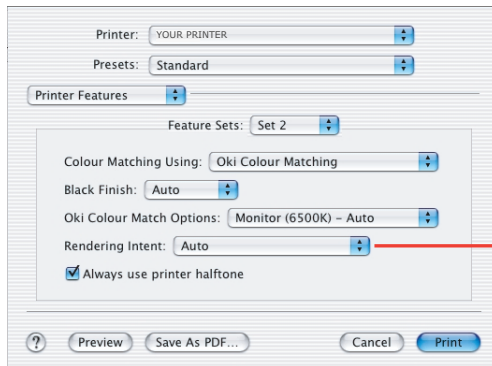 Printer: YOUR PRINTER
Presets: Standard
Printer Features
Feature Sets: Set 2
Colour Matching Using: Oki Colour Matching
Black Finish: Auto
Oki Colour Match Options: Monitor (6500K) – Auto
Rendering Intent: Auto
Always use printer halftone
? Preview Save As PDF... Cancel Print